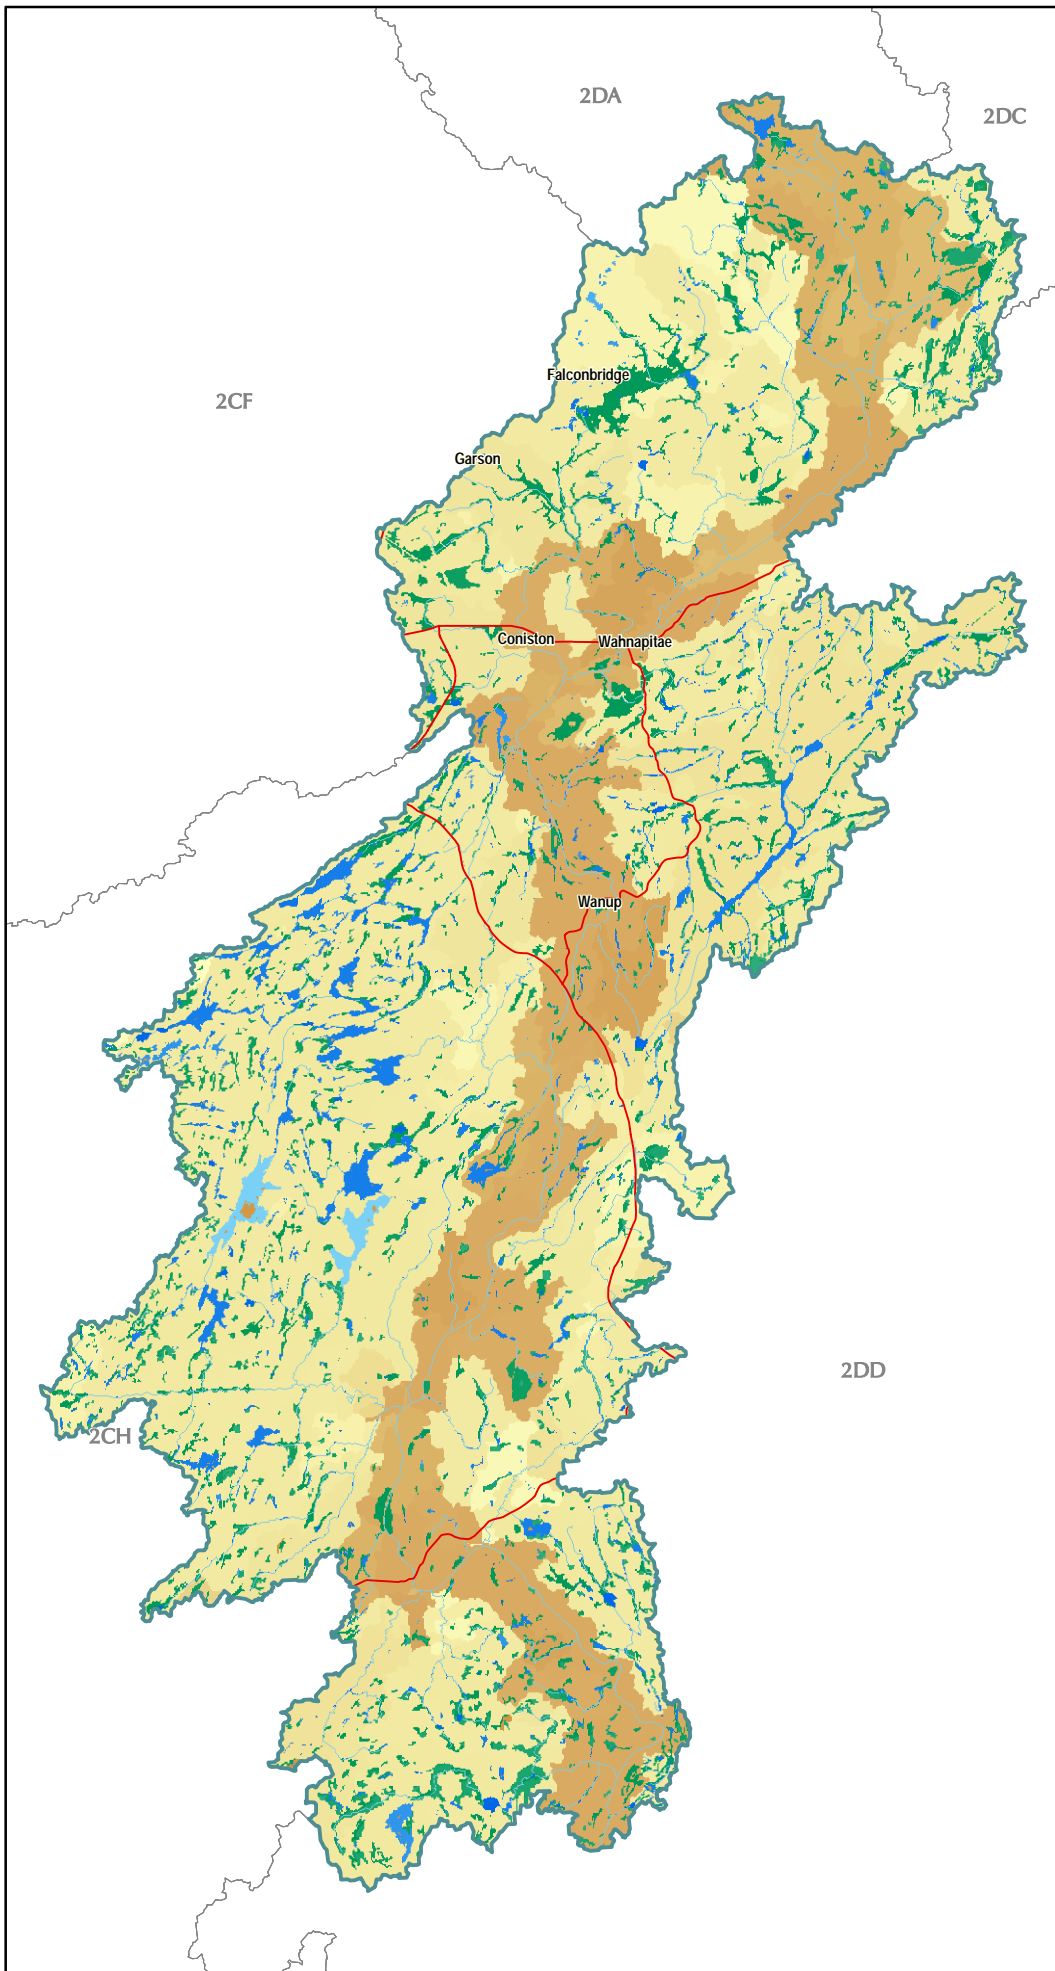 2DA
2DC
Falconbridge
2CF
Garson
Coniston
Wahnapitae
Wanup
2DD
2CH